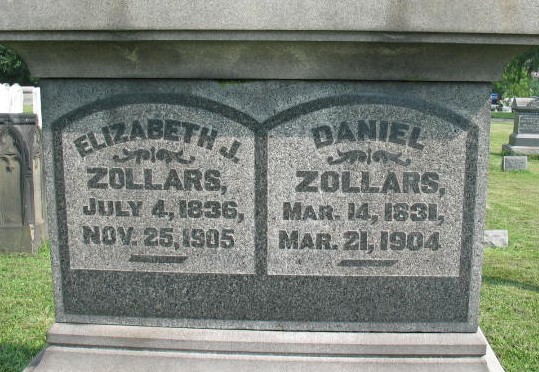 ELIZABETH J.
ZOLLARS,
JULY 4, 1836,
NOV. 25, 1905
DANIEL
ZOLLARS,
MAR. 14, 1831,
MAR. 21, 1904